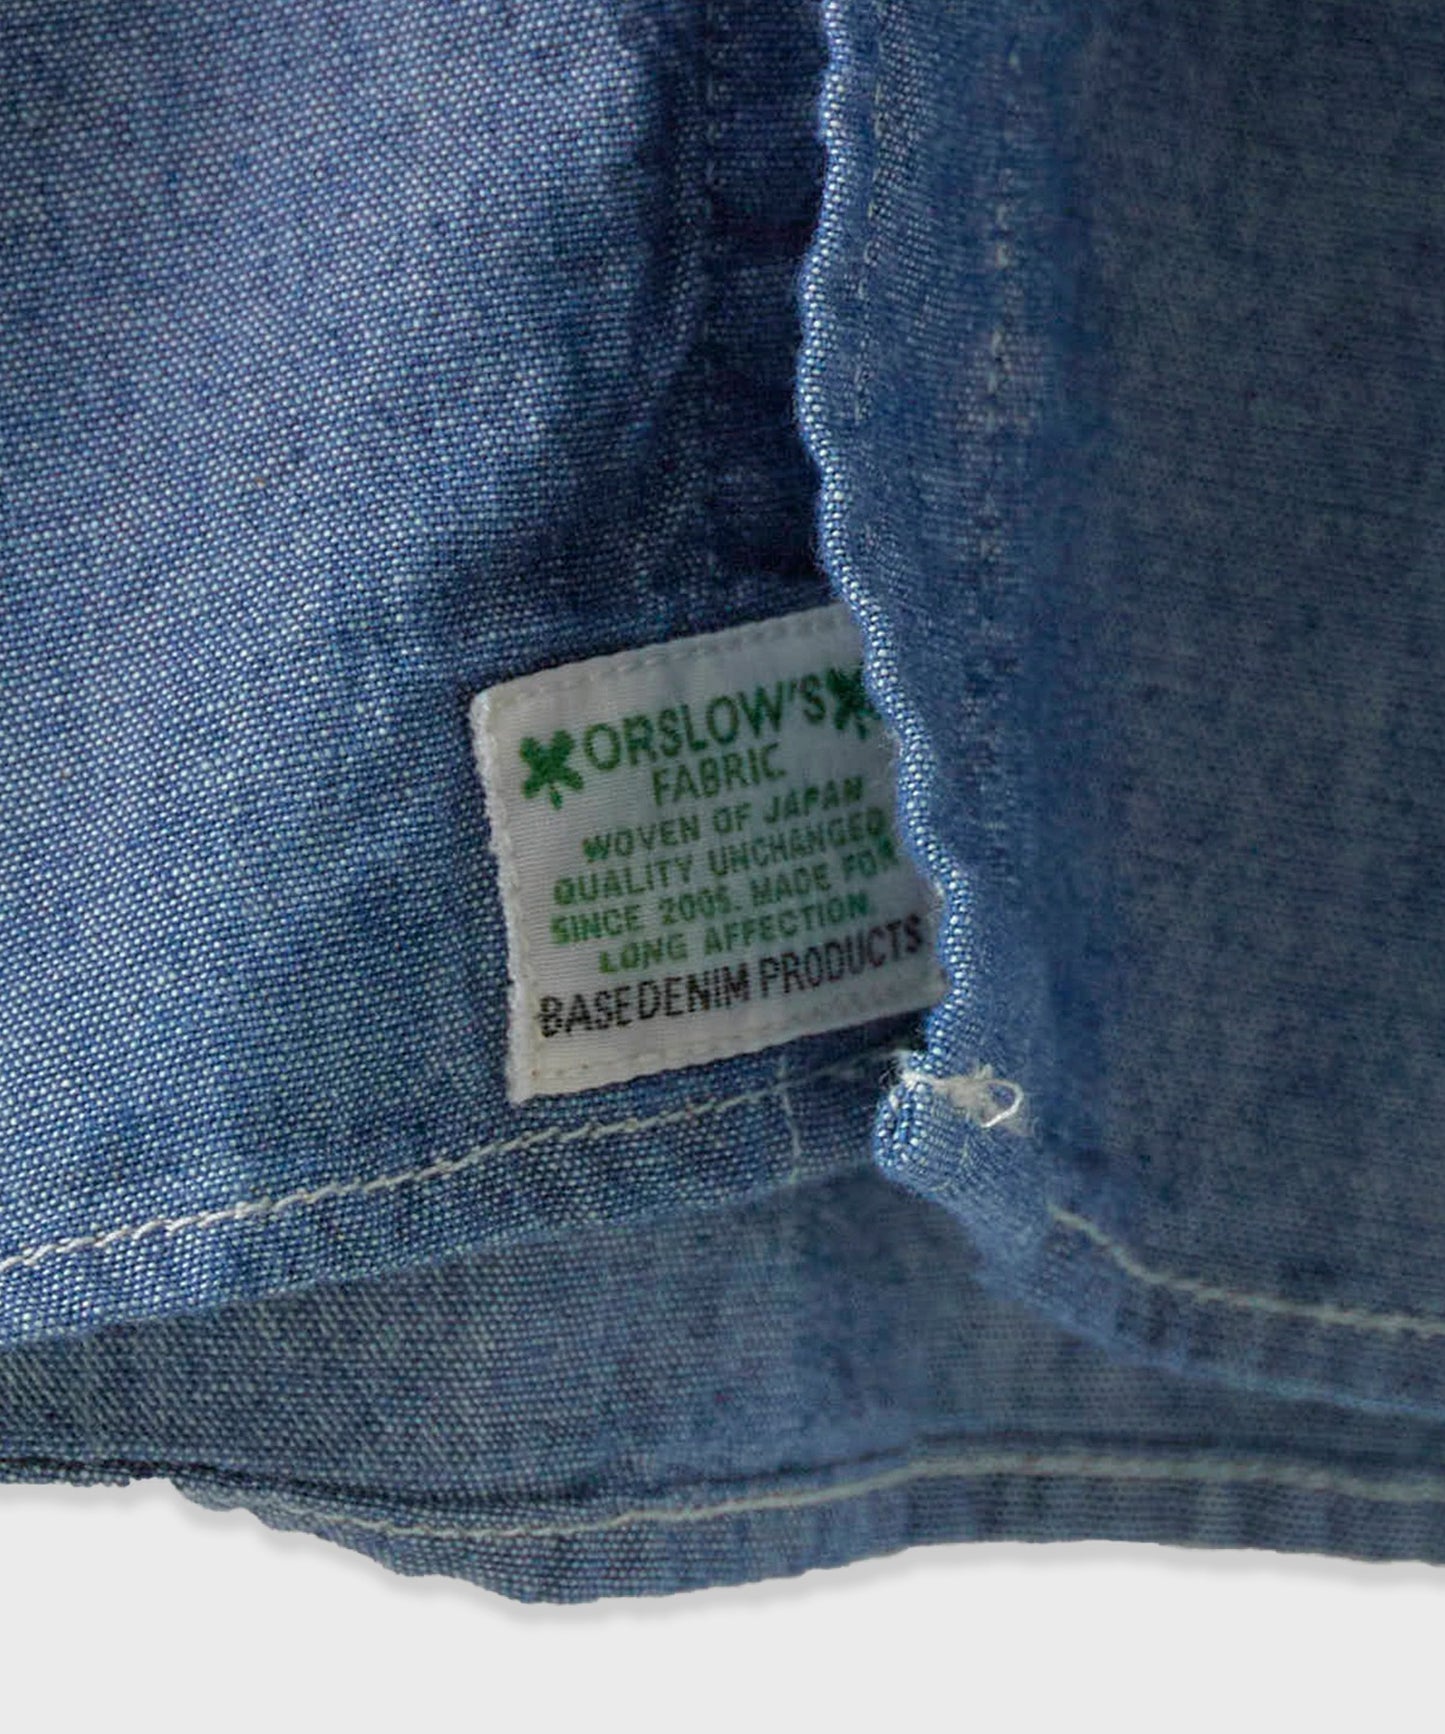 ORSLOW'S
FABRIC
WOVEN OF JAPAN
QUALITY UNCHANGED
SINCE 2005. MADE FOR
LONG AFFECTION.
BASEDENIM PRODUCTS